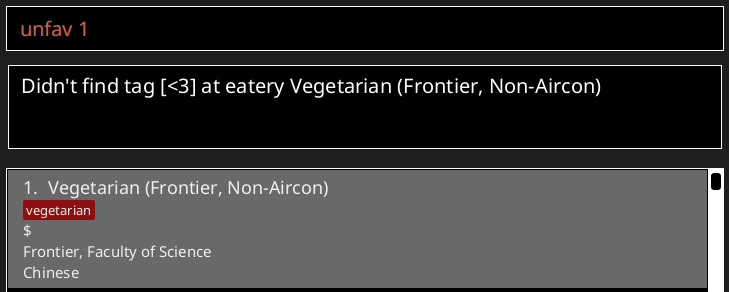 unfav 1
Didn't find tag [<3] at eatery Vegetarian (Frontier, Non-Aircon)
1. Vegetarian (Frontier, Non-Aircon)
vegetarian
$
Frontier, Faculty of Science
Chinese